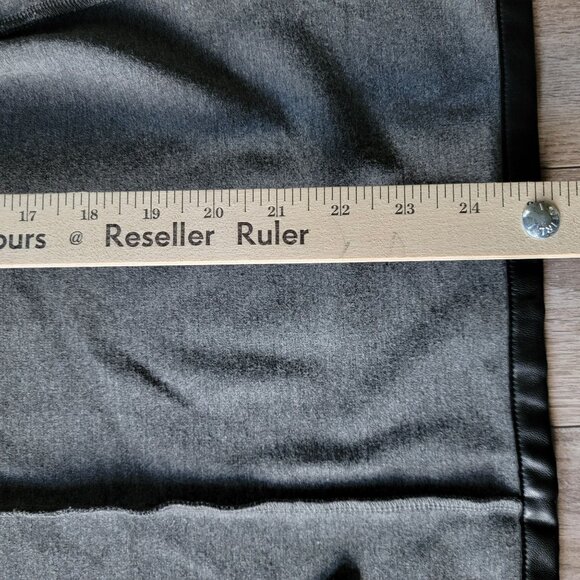 17 18 19 20 21 22 23 24
ours @ Reseller Ruler